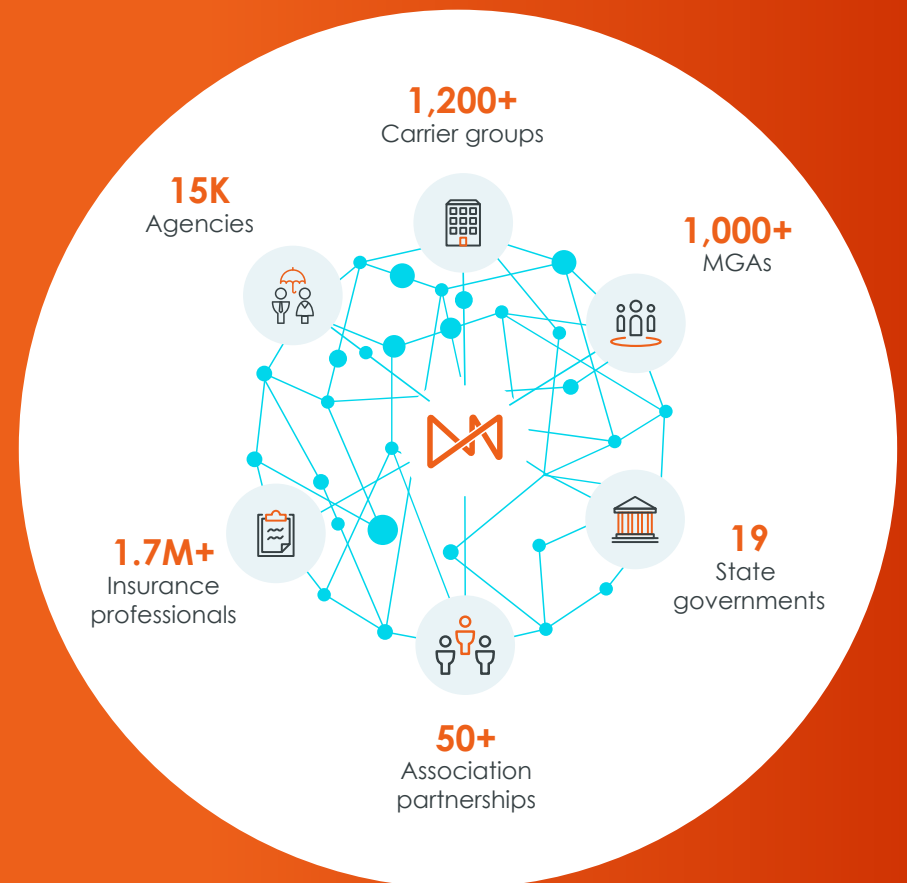 1,200+
Carrier groups
15K
Agencies
1,000+
MGAs
1.7M+
Insurance
professionals
19
State
governments
50+
Association
partnerships